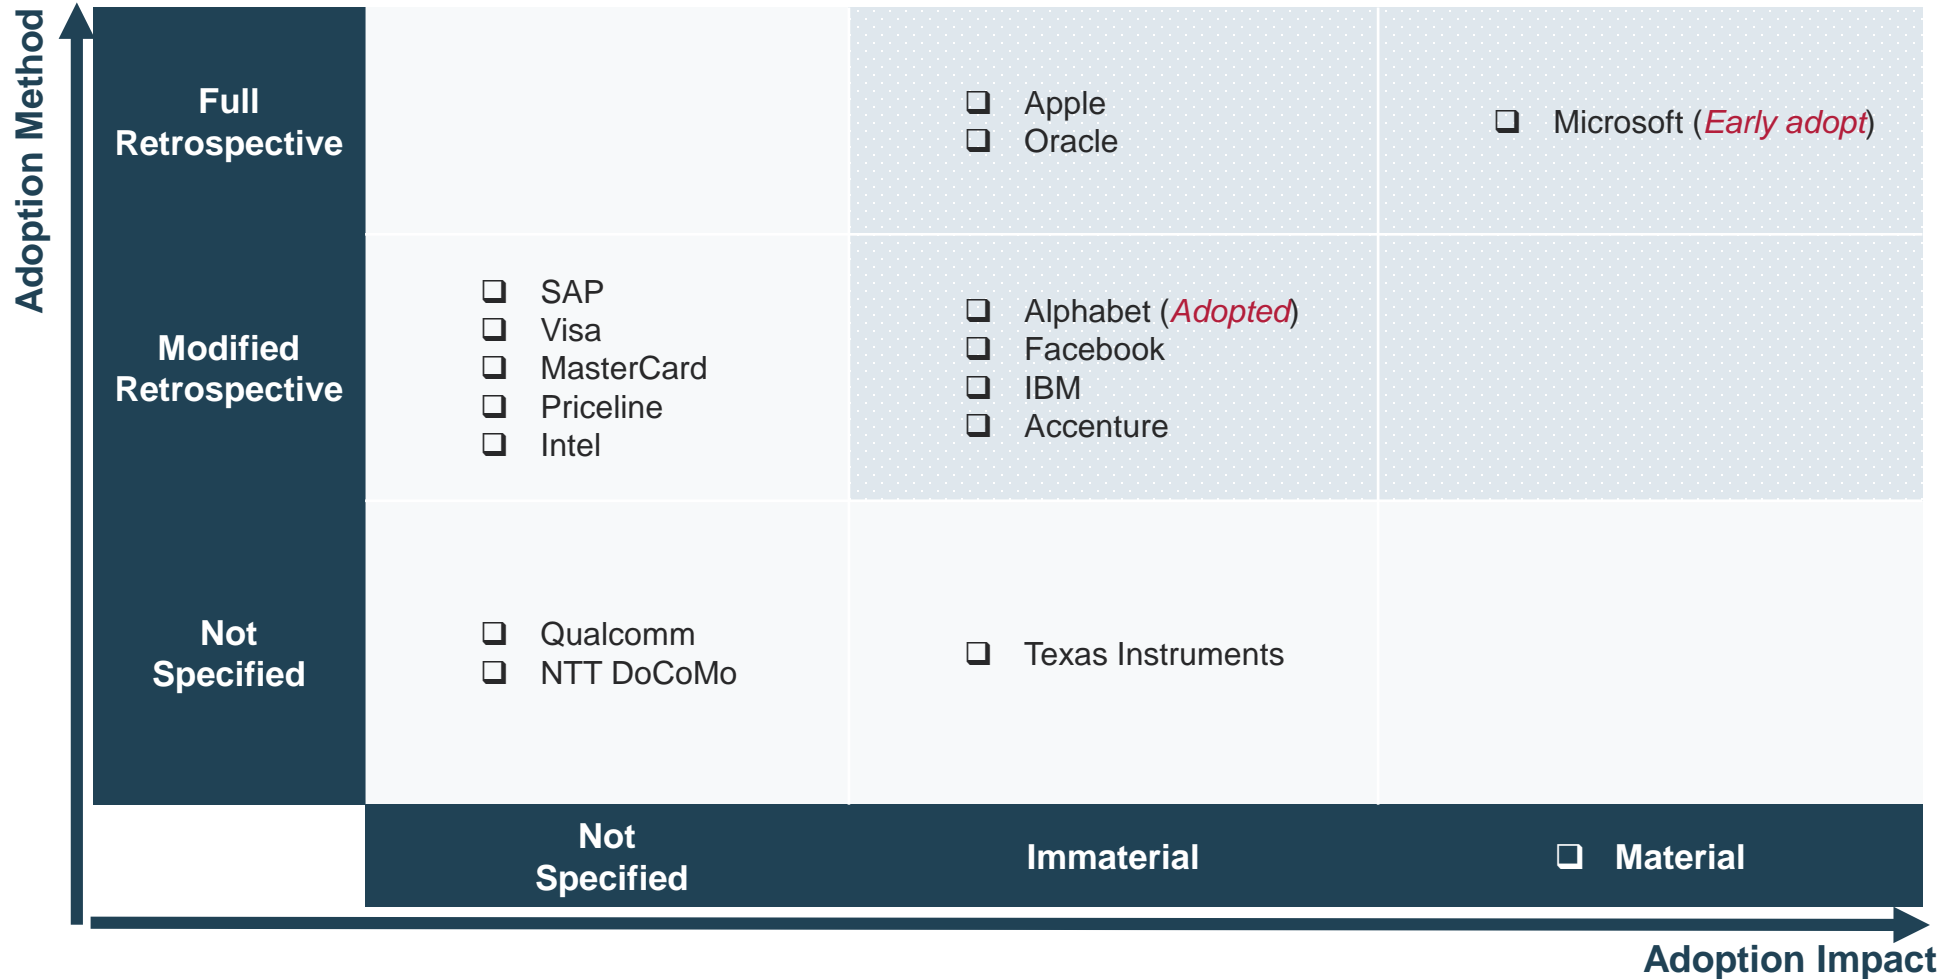 Adoption Method
Full
Retrospective
❑ Apple
❑ Oracle
❑ Microsoft (Early adopt)
Modified
Retrospective
❑ SAP
❑ Visa
❑ MasterCard
❑ Priceline
❑ Intel
❑ Alphabet (Adopted)
❑ Facebook
❑ IBM
❑ Accenture
Not
Specified
❑ Qualcomm
❑ NTT DoCoMo
❑ Texas Instruments
Not
Specified
Immaterial
❑ Material
Adoption Impact